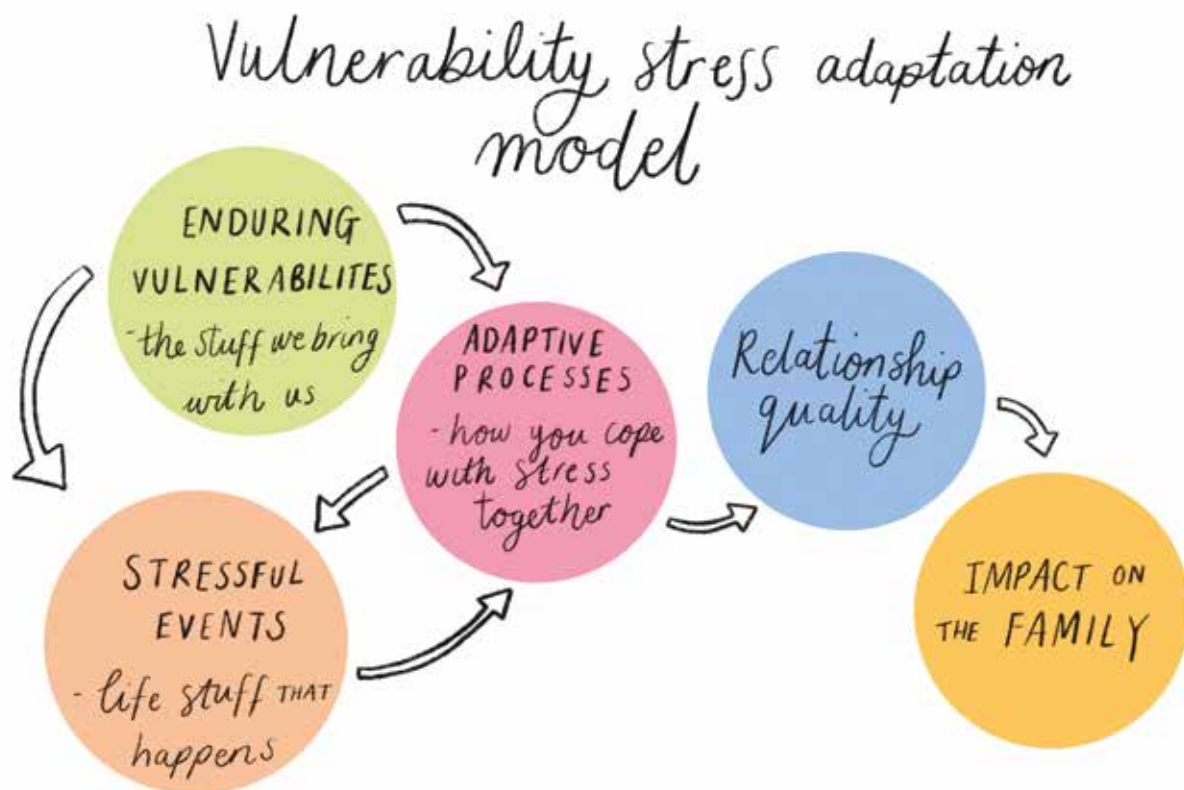 Vulnerability stress adaptation
model
ENDURING
VULNERABILITES
- the stuff we bring
with us
ADAPTIVE
PROCESSES
- how you cope
with stress
together
Relationship
quality
STRESSFUL
EVENTS
- life stuff THAT
happens
IMPACT ON
THE FAMILY